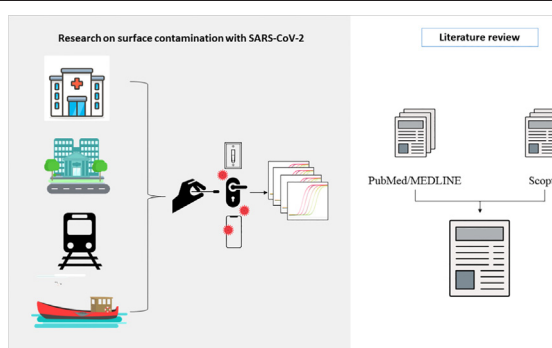 Research on surface contamination with SARS-CoV-2
Literature review
PubMed/MEDLINE